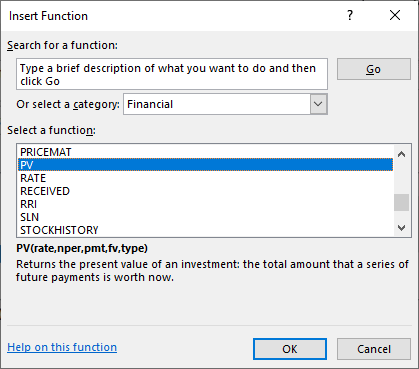 Insert Function
Search for a function:
Type a brief description of what you want to do and then
click Go
Go
Or select a category: Financial
Select a function:
PRICEMAT
PV
RATE
RECEIVED
RRI
SLN
STOCKHISTORY
PV(rate,nper,pmt,fv,type)
Returns the present value of an investment: the total amount that a series of
future payments is worth now.
Help on this function
OK
Cancel